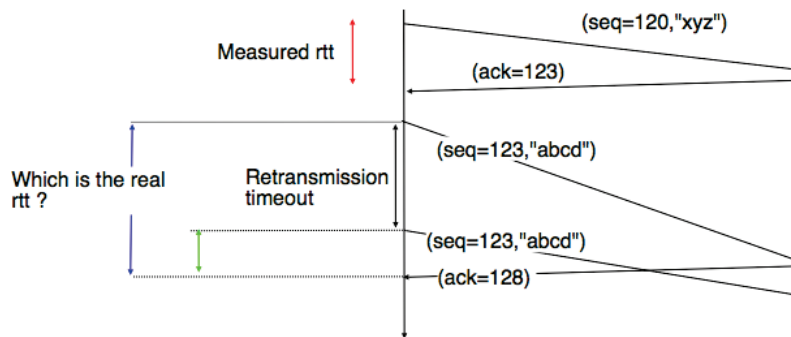 (seq=120,"xyz")
Measured rtt
(ack=123)
(seq=123,"abcd")
Which is the real
rtt ?
Retransmission
timeout
(seq=123,"abcd")
(ack=128)